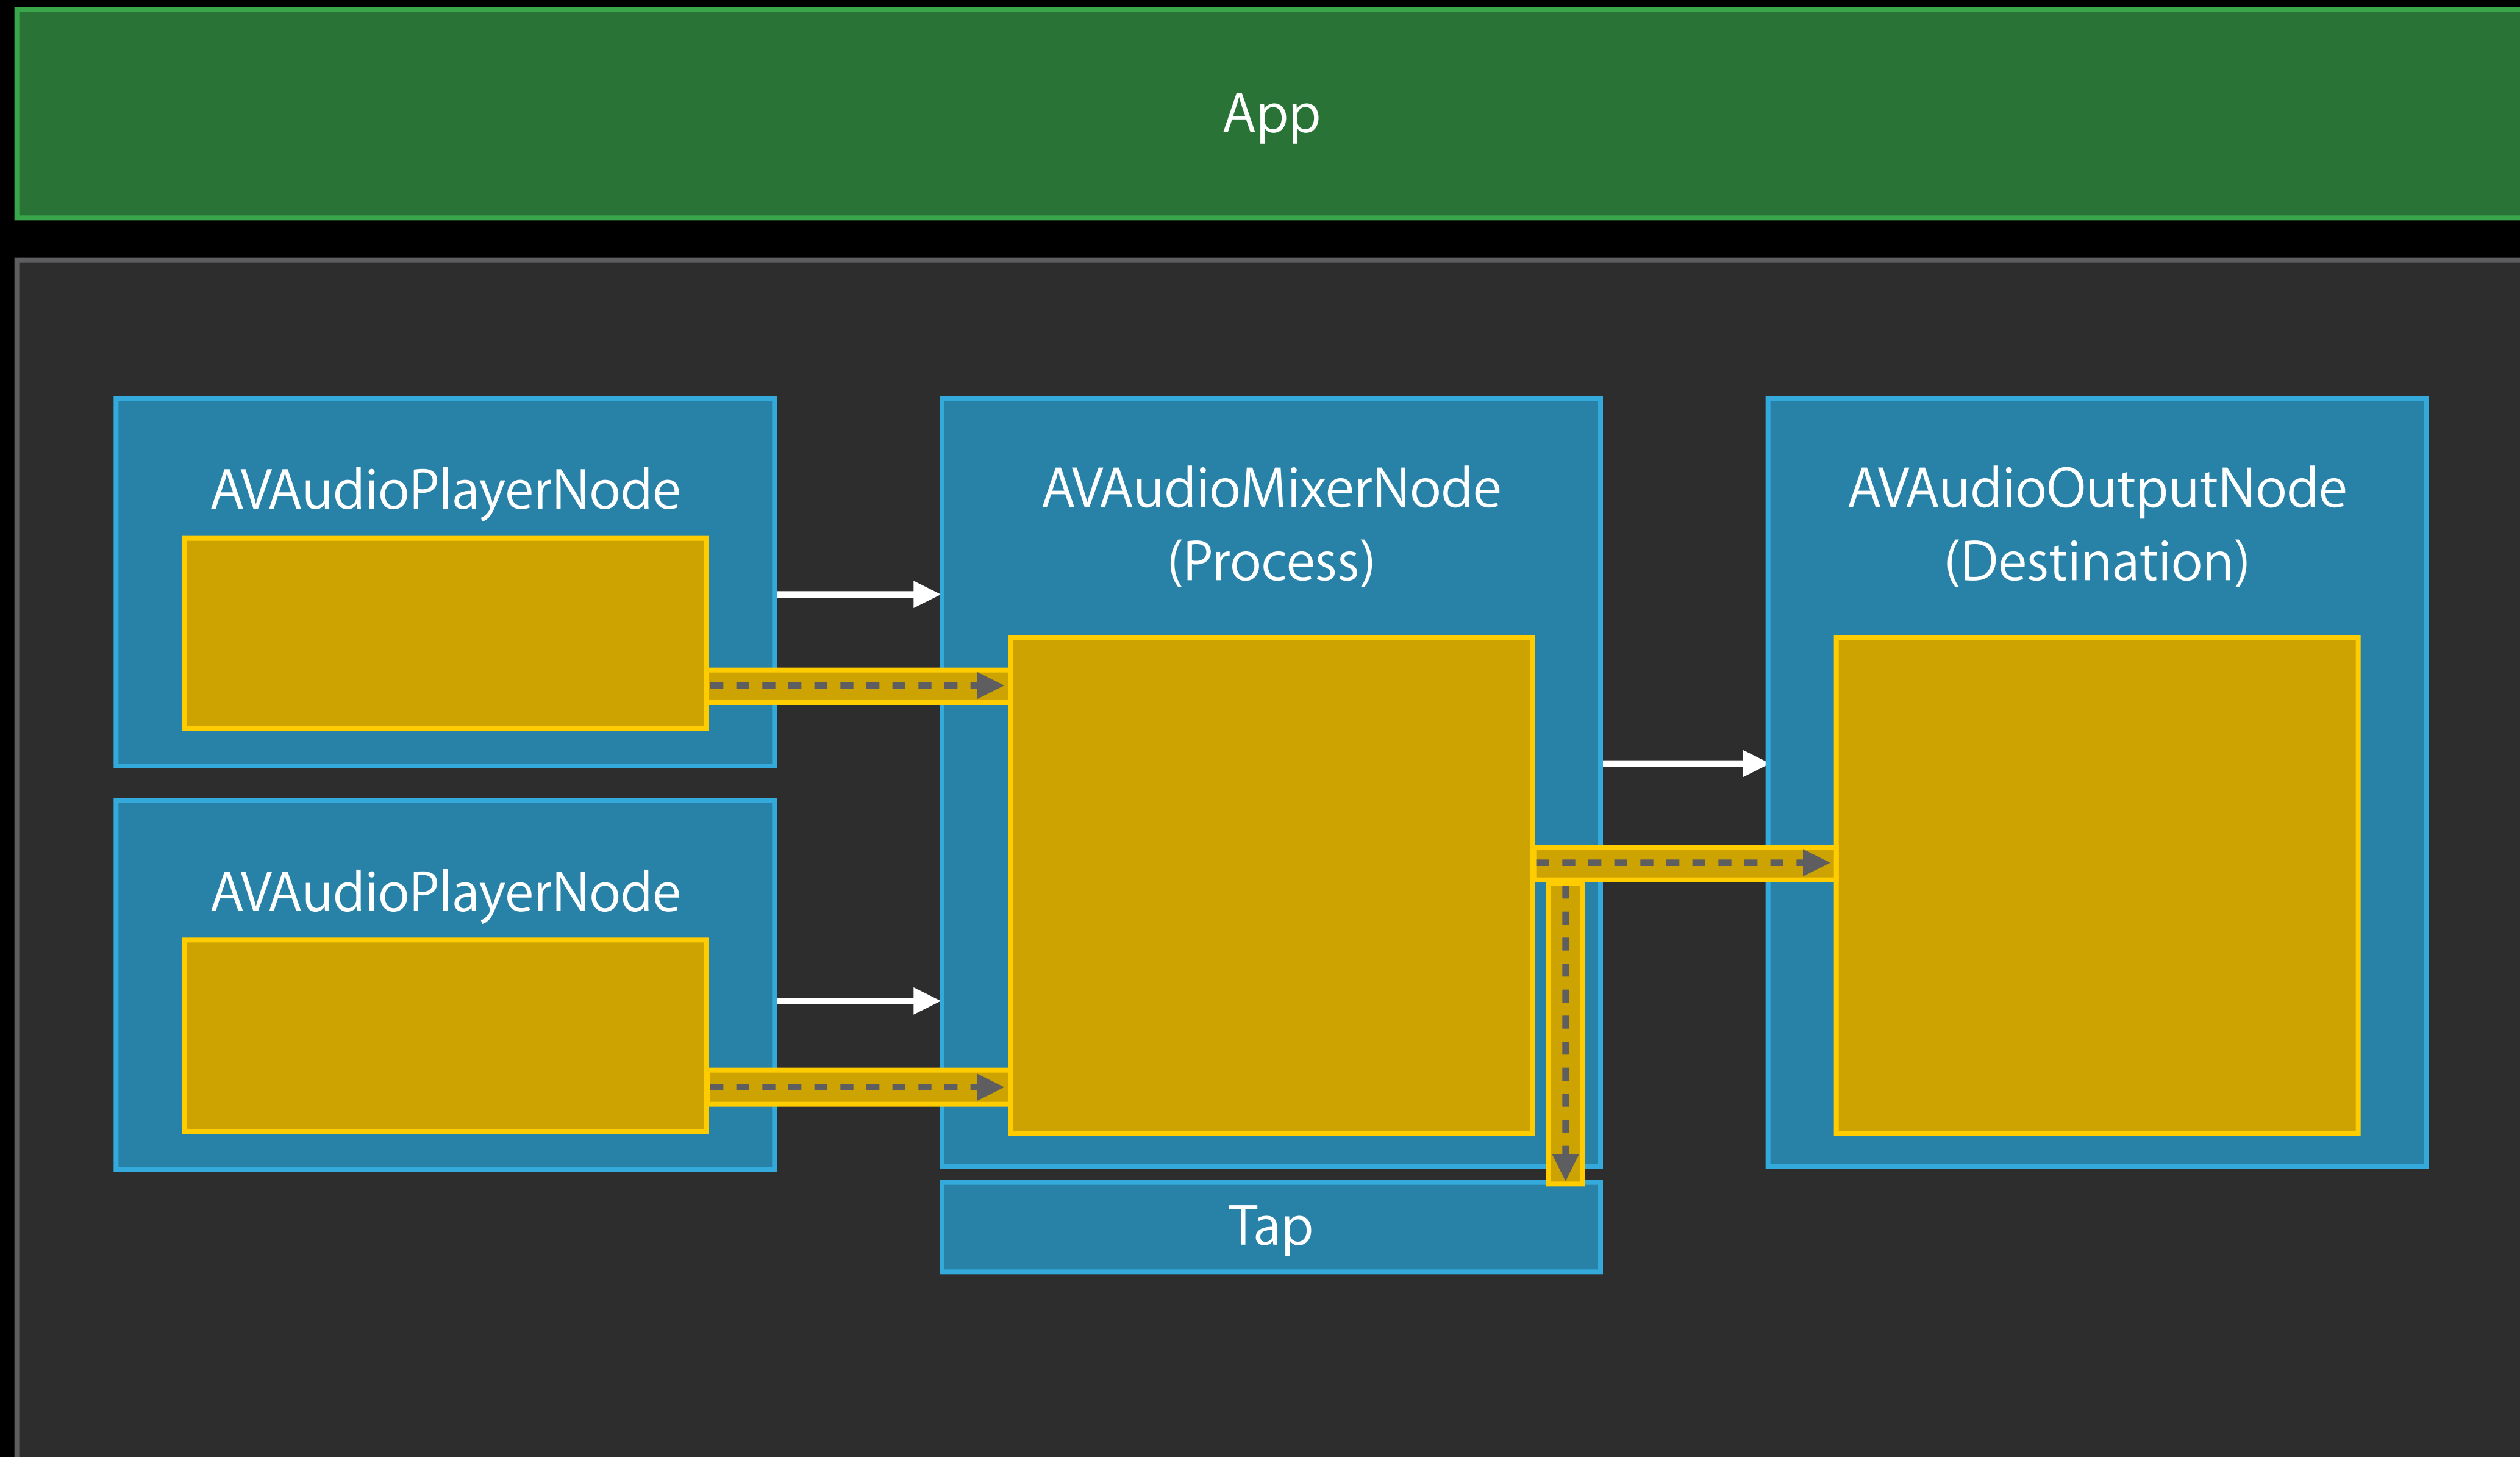 App
AVAudioPlayerNode
AVAudioMixerNode
(Process)
AVAudioOutputNode
(Destination)
AVAudioPlayerNode
Tap